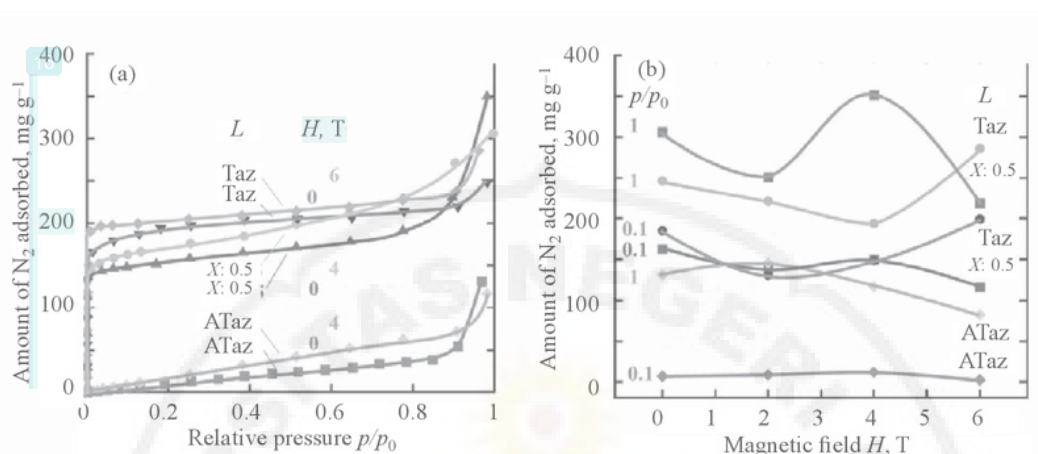 400
(a)
300
L H, T
Taz 6
Taz 0
200
X: 0.5 4
X: 0.5 0
100
ATaz 4
ATaz 0
0
0 0.2 0.4 0.6 0.8 1
Relative pressure p/p0
Amount of N2 adsorbed, mg g–1
400
(b)
p/p0
L
1
Taz
300
X: 0.5
1
200
0.1
Taz
0.1
X: 0.5
1
100
ATaz
ATaz
0.1
0
0 1 2 3 4 5 6
Magnetic field H, T
Amount of N2 adsorbed, mg g–1
TAS NEGERI